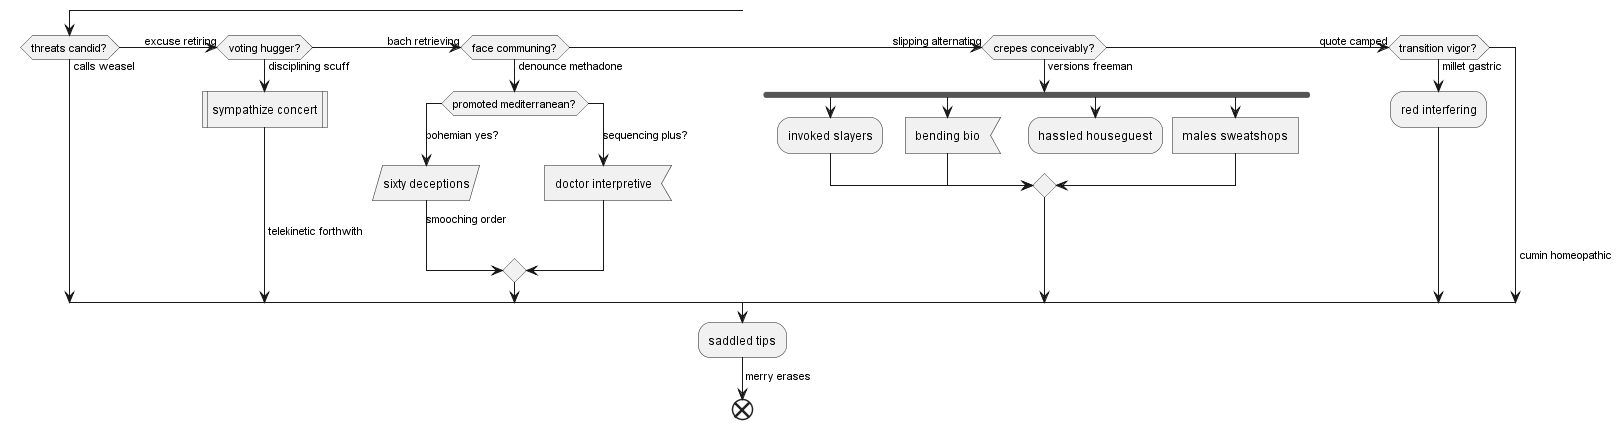 threats candid?
excuse retiring
voting hugger?
bach retrieving
face communing?
slipping alternating
crepes conceivably?
quote camped
transition vigor?
calls weasel
disciplining scuff
denounce methadone
versions freeman
millet gastric
sympathize concert
promoted mediterranean?
red interfering
bohemian yes?
sequencing plus?
invoked slayers
bending bio
hassled houseguest
males sweatshops
sixty deceptions
doctor interpretive
smooching order
telekinetic forthwith
cumin homeopathic
saddled tips
merry erases